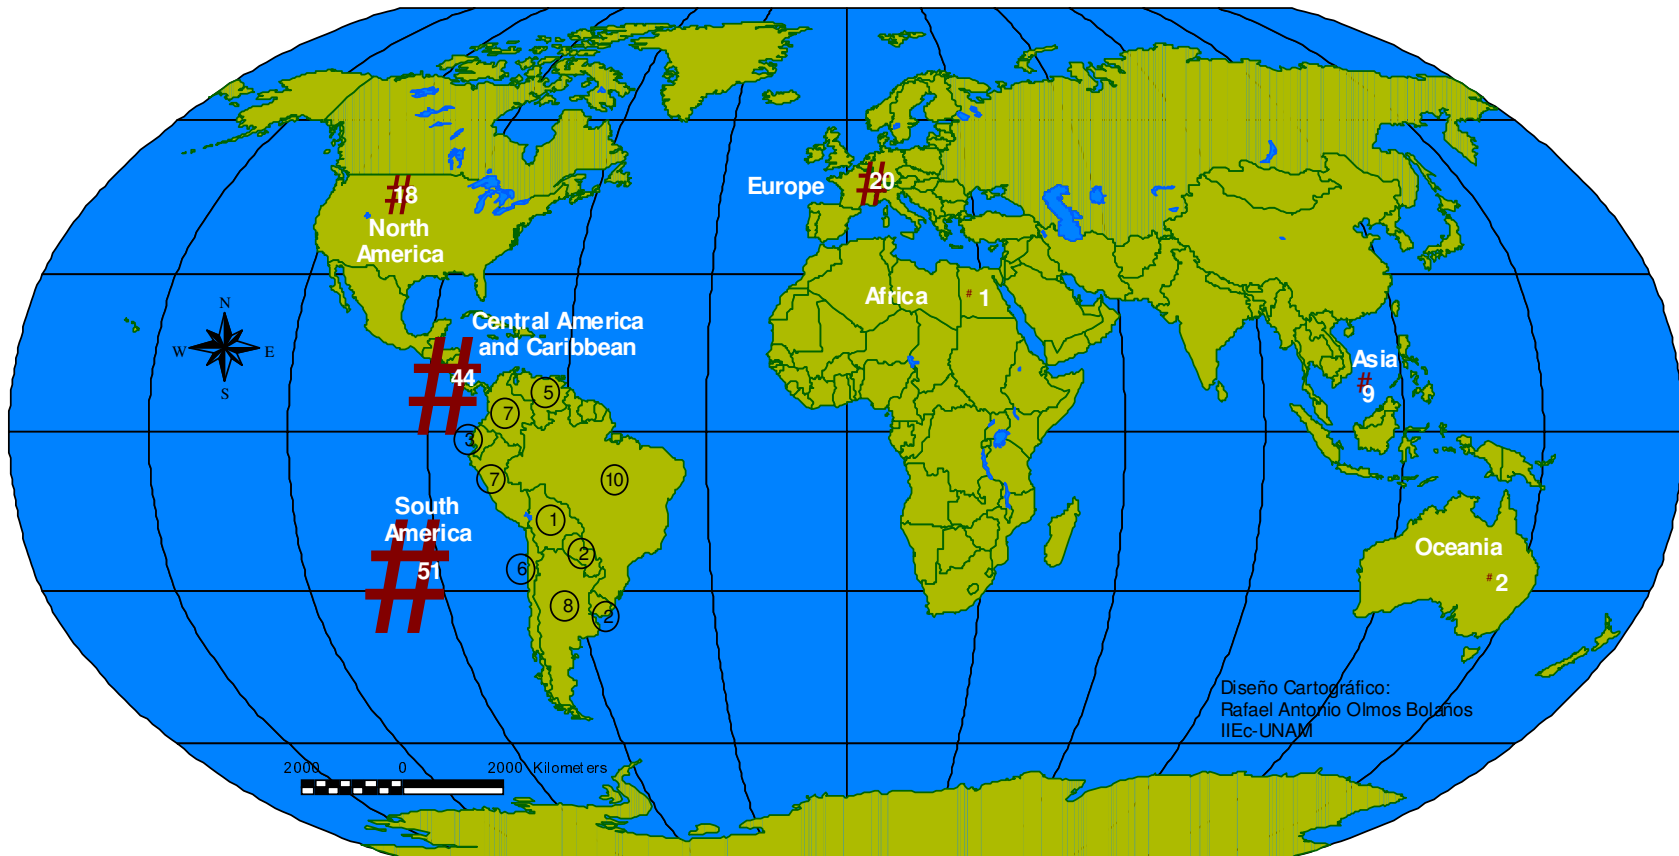 18
North
America
Europe
20
Africa
# 1
N
W E
S
Central America
and Caribbean
44
Asia
#
9
5
7
3
7
10
South
America
51
1
2
6
8
2
Oceania
# 2
Diseño Cartográfico:
Rafael Antonio Olmos Bolaños
IIEc-UNAM
2000 0 2000 Kilometers